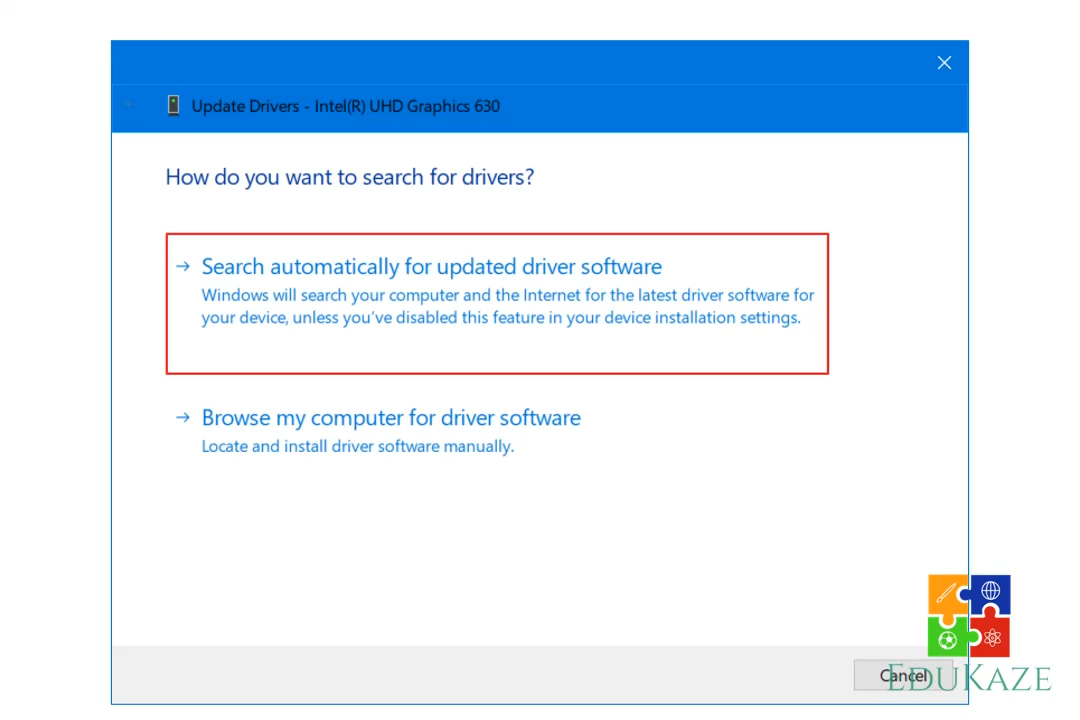 Update Drivers - Intel(R) UHD Graphics 630
How do you want to search for drivers?
Search automatically for updated driver software
Windows will search your computer and the Internet for the latest driver software for
your device, unless you've disabled this feature in your device installation settings.
Browse my computer for driver software
Locate and install driver software manually.
Cancel
EduKaze